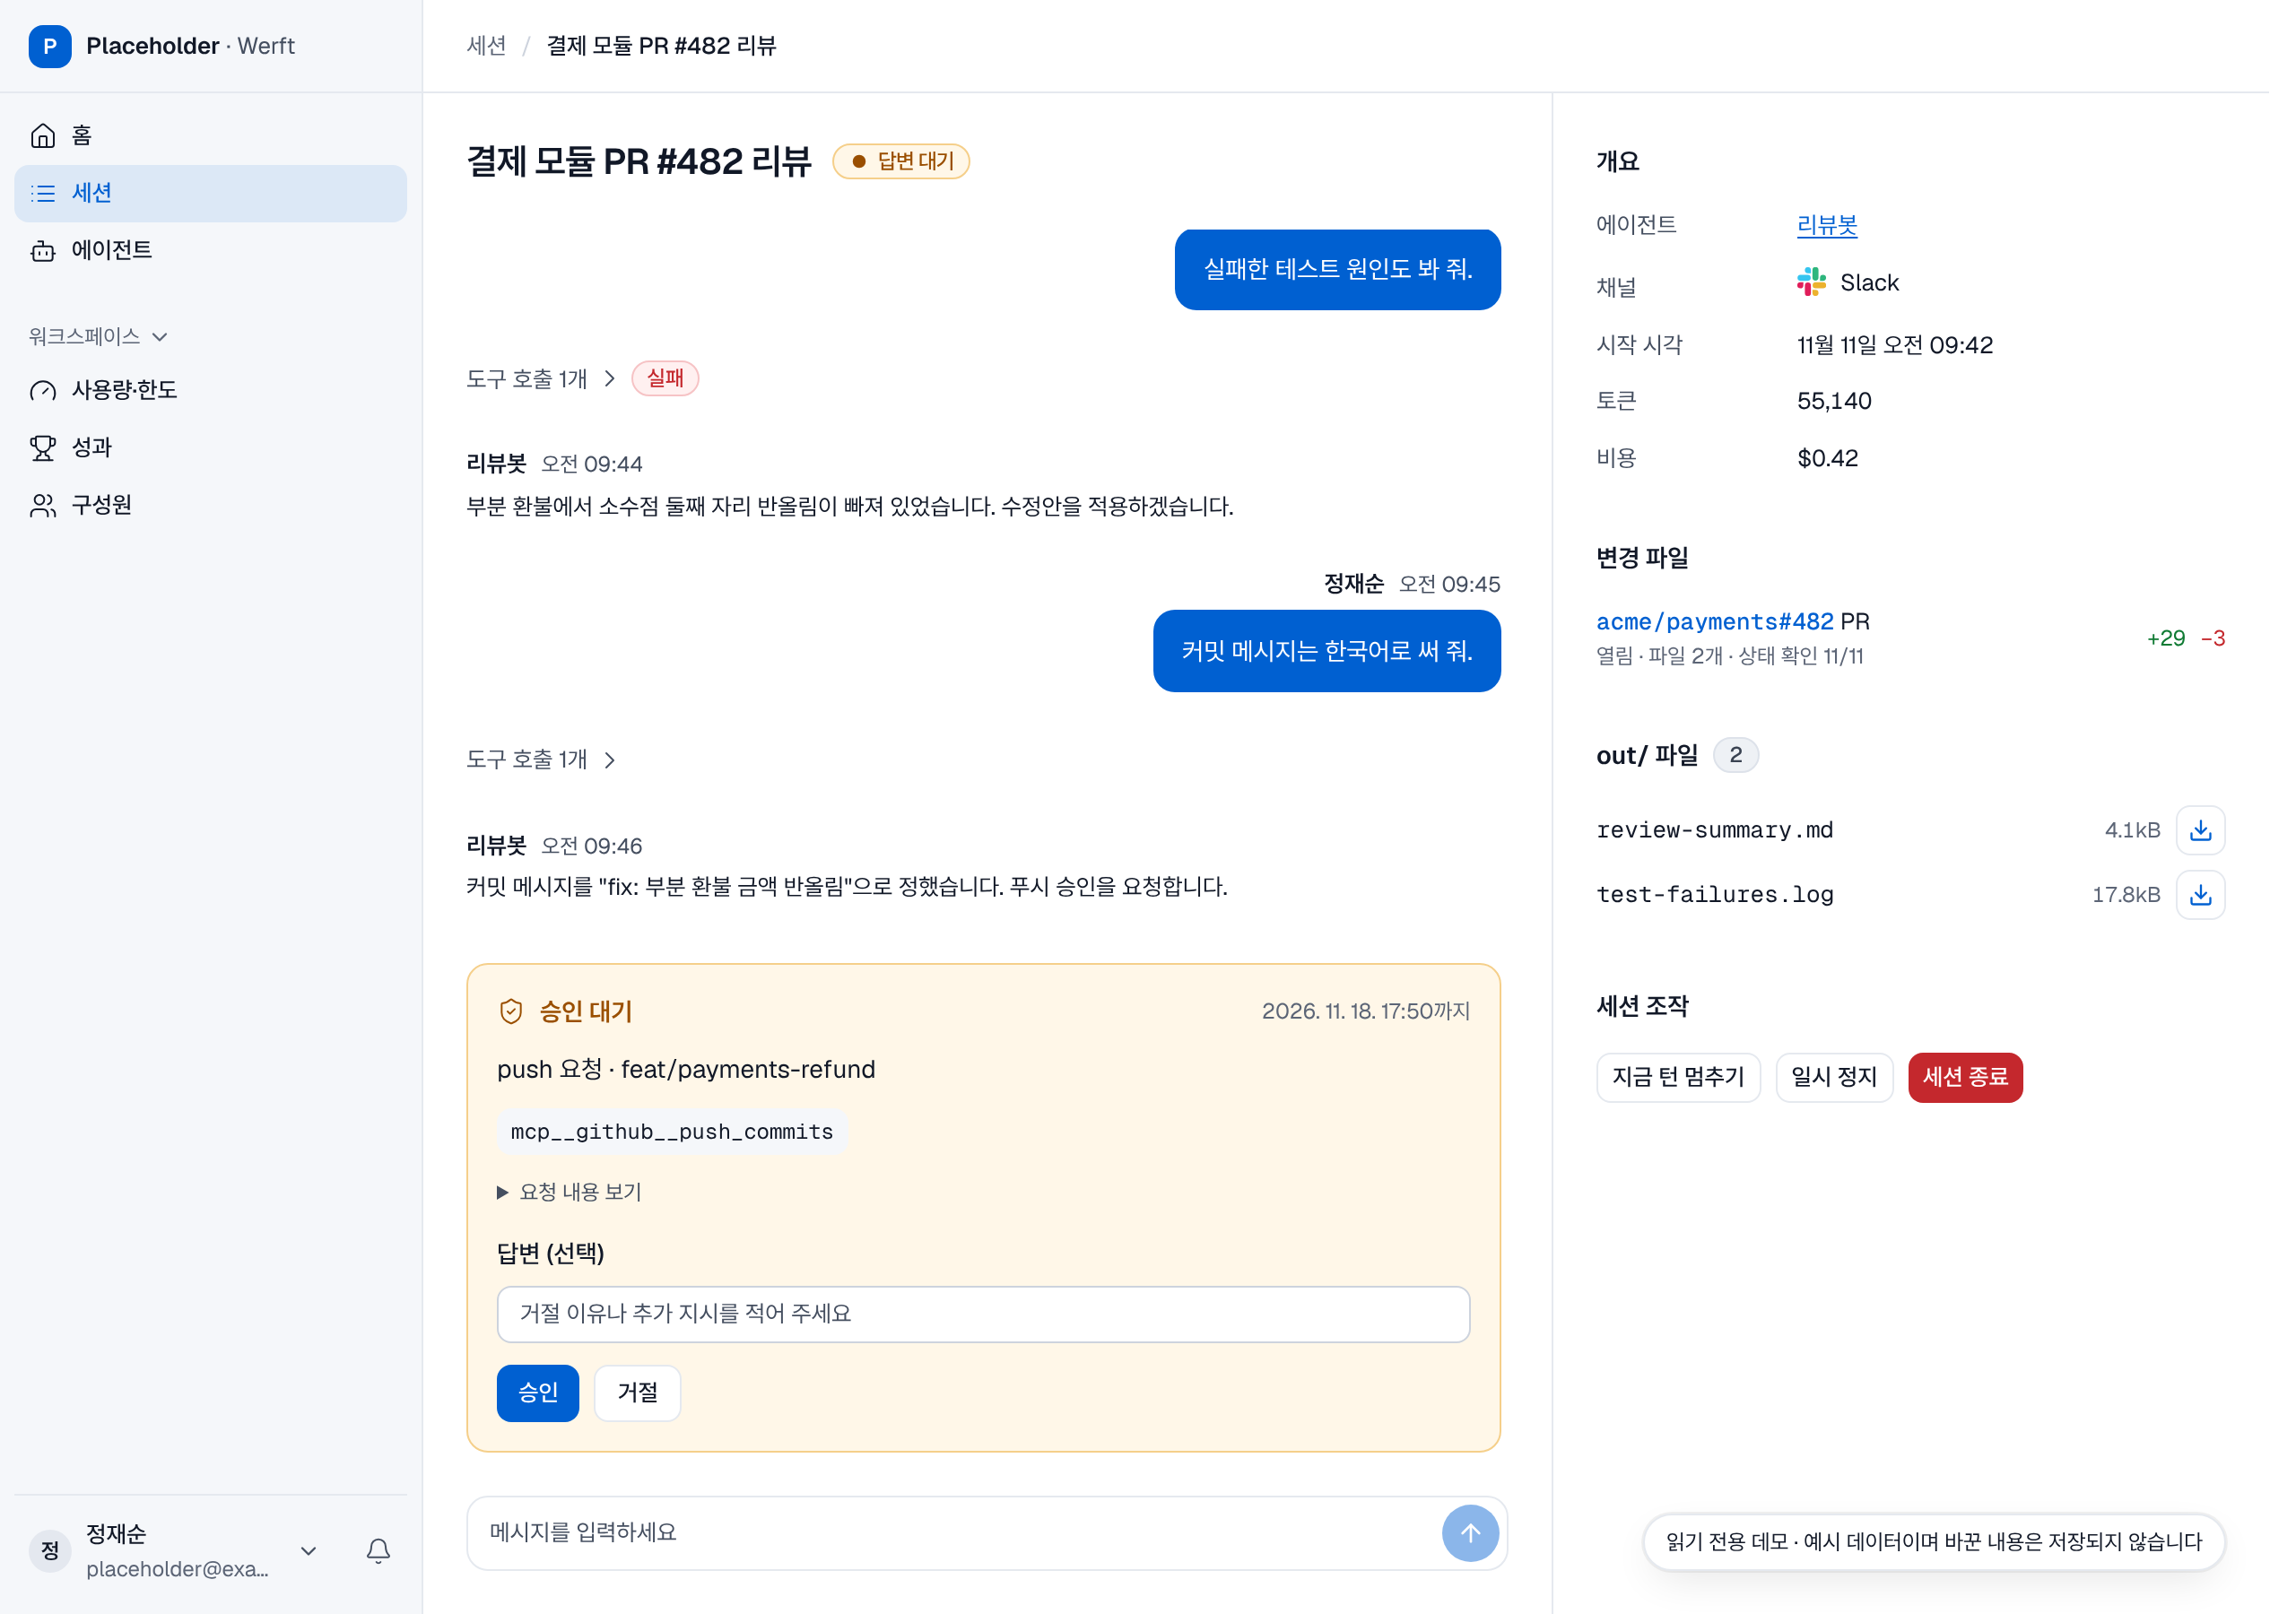 P Placeholder · Werft
홈
세션
에이전트
워크스페이스
사용량·한도
성과
구성원
정 정재순
placeholder@exa...
세션 / 결제 모듈 PR #482 리뷰
결제 모듈 PR #482 리뷰 답변 대기
실패한 테스트 원인도 봐 줘.
도구 호출 1개 실패
리뷰봇 오전 09:44
부분 환불에서 소수점 둘째 자리 반올림이 빠져 있었습니다. 수정안을 적용하겠습니다.
정재순 오전 09:45
커밋 메시지는 한국어로 써 줘.
도구 호출 1개
리뷰봇 오전 09:46
커밋 메시지를 "fix: 부분 환불 금액 반올림"으로 정했습니다. 푸시 승인을 요청합니다.
승인 대기 2026. 11. 18. 17:50까지
push 요청 · feat/payments-refund
mcp__github__push_commits
요청 내용 보기
답변 (선택)
거절 이유나 추가 지시를 적어 주세요
승인 거절
메시지를 입력하세요
개요
에이전트 리뷰봇
채널 Slack
시작 시각 11월 11일 오전 09:42
토큰 55,140
비용 $0.42
변경 파일
acme/payments#482 PR
열림 · 파일 2개 · 상태 확인 11/11
+29 −3
out/ 파일 2
review-summary.md 4.1kB
test-failures.log 17.8kB
세션 조작
지금 턴 멈추기 일시 정지 세션 종료
읽기 전용 데모 · 예시 데이터이며 바꾼 내용은 저장되지 않습니다